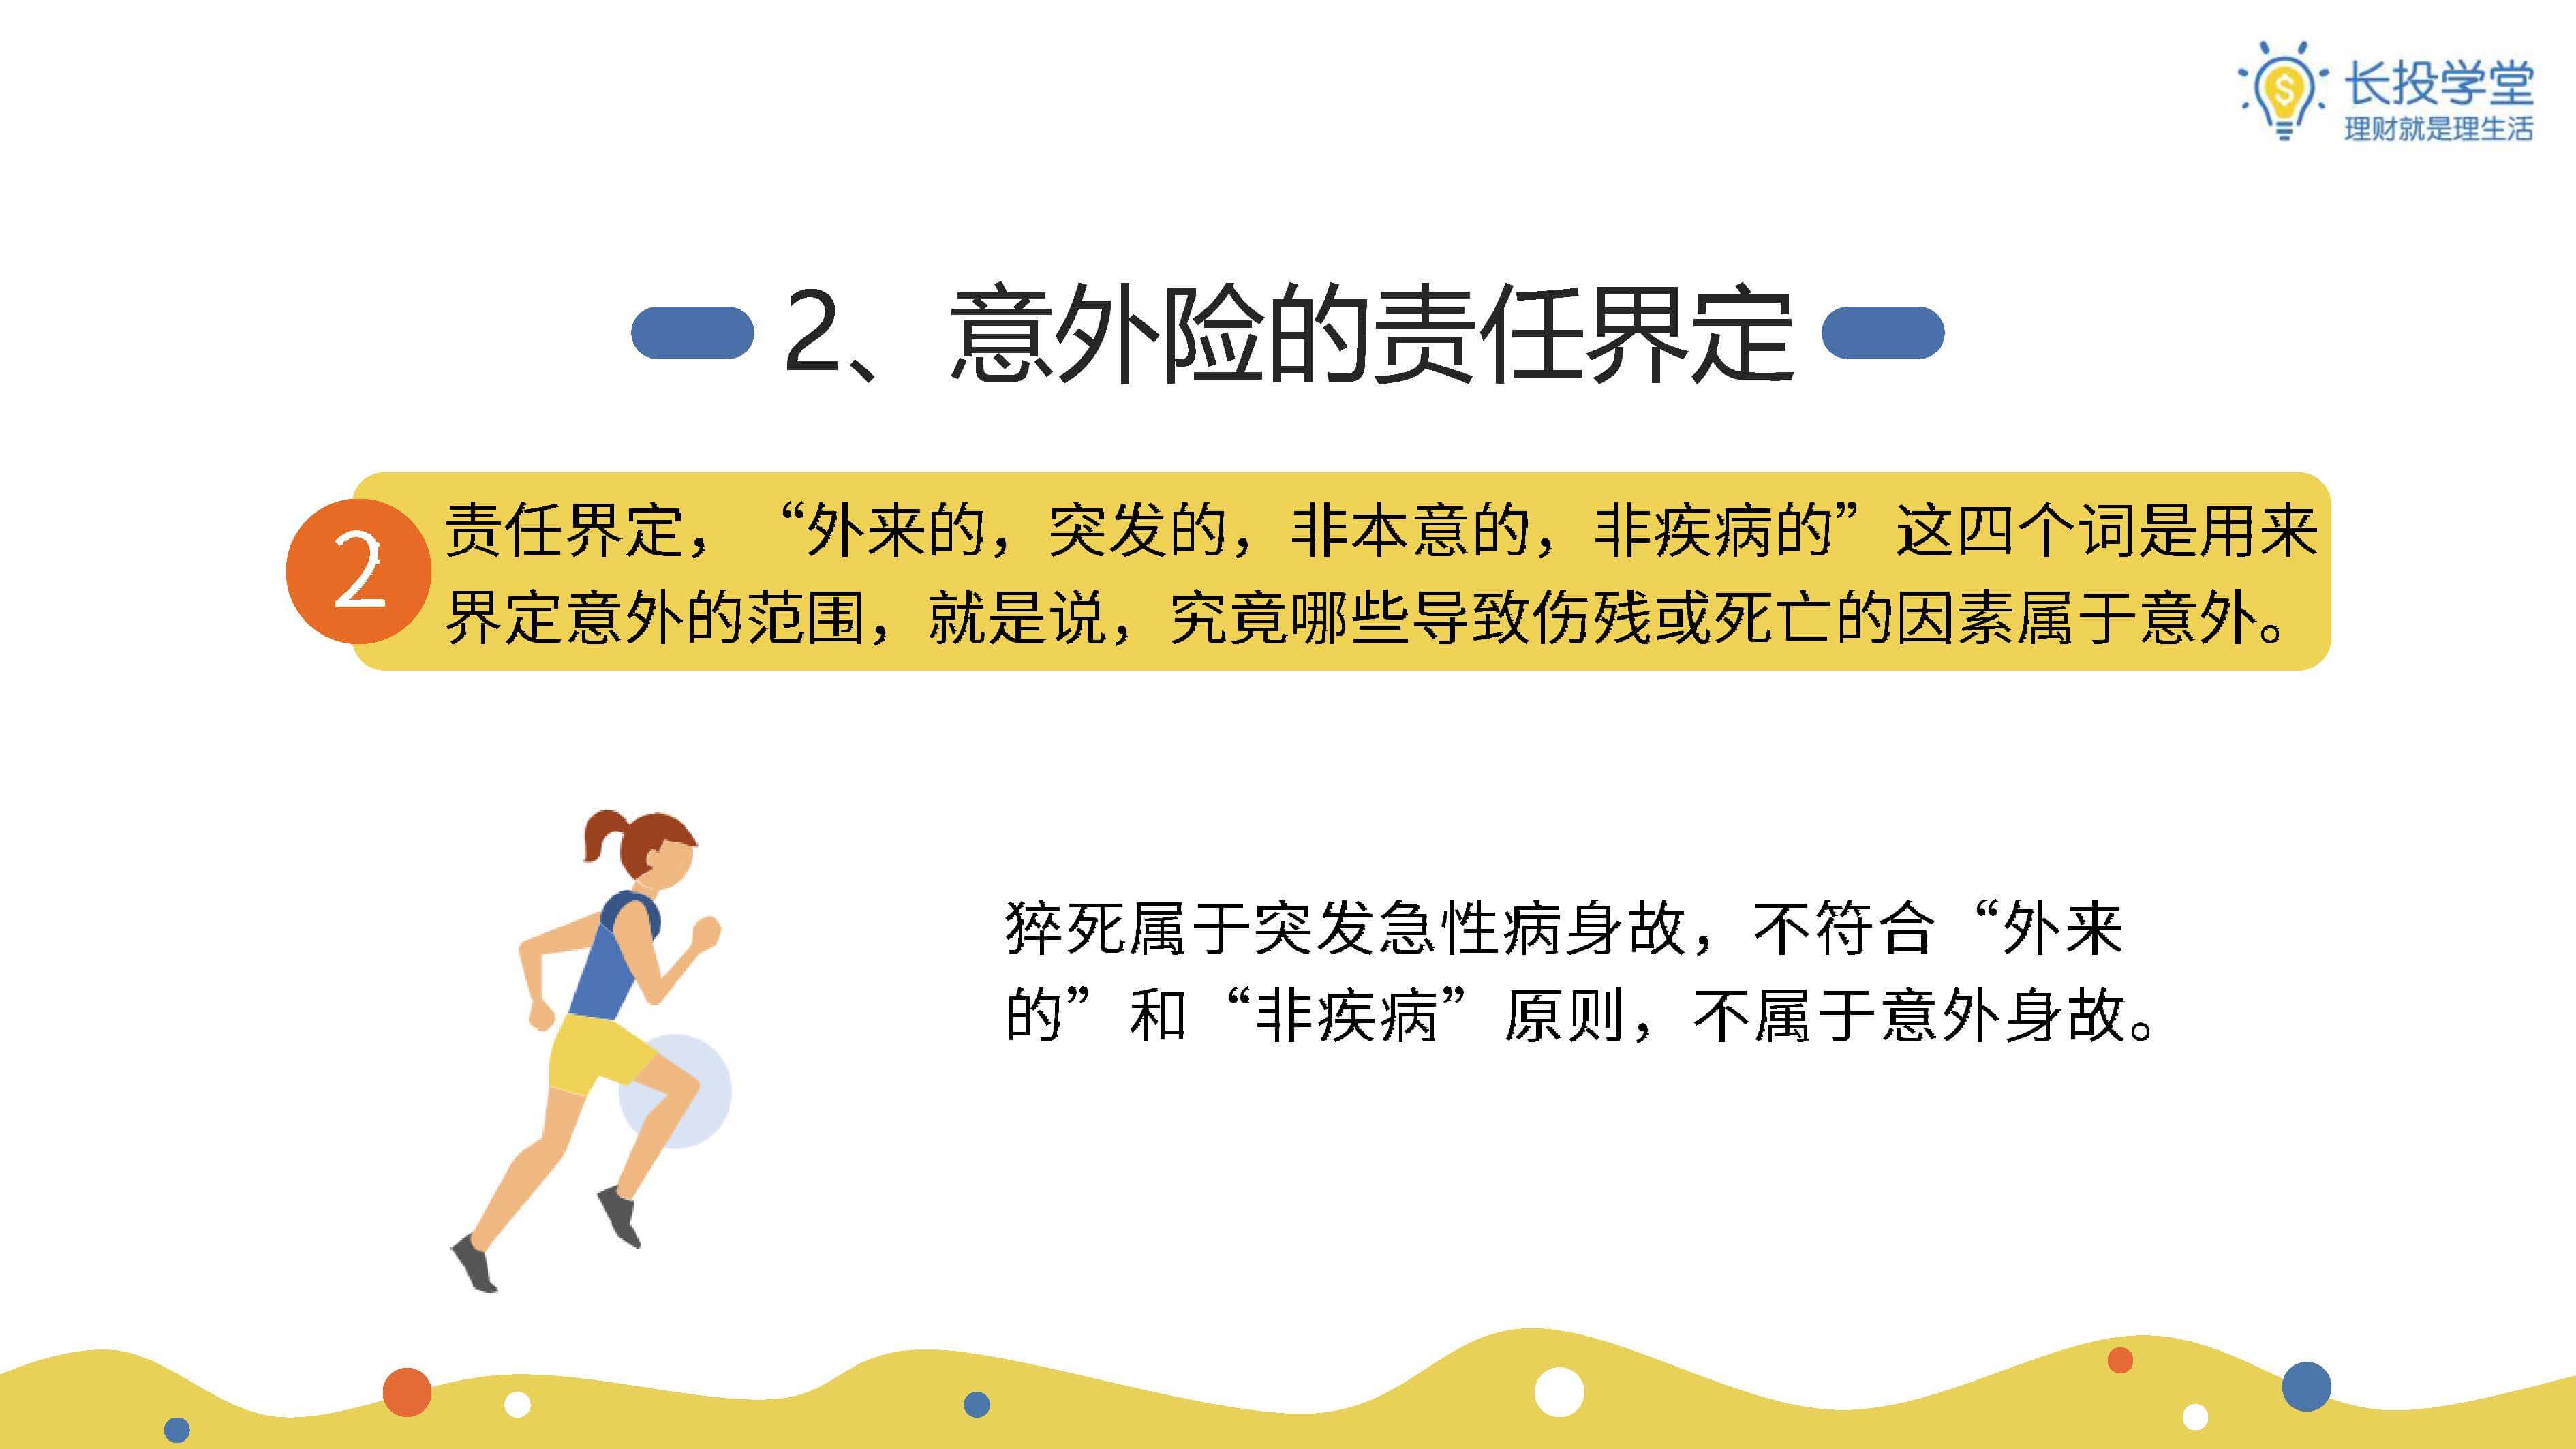 长投学堂
理财就是理生活
2、意外险的责任界定
2
责任界定，“外来的，突发的，非本意的，非疾病的”这四个词是用来
界定意外的范围，就是说，究竟哪些导致伤残或死亡的因素属于意外。
猝死属于突发急性病身故，不符合“外来
的”和“非疾病”原则，不属于意外身故。